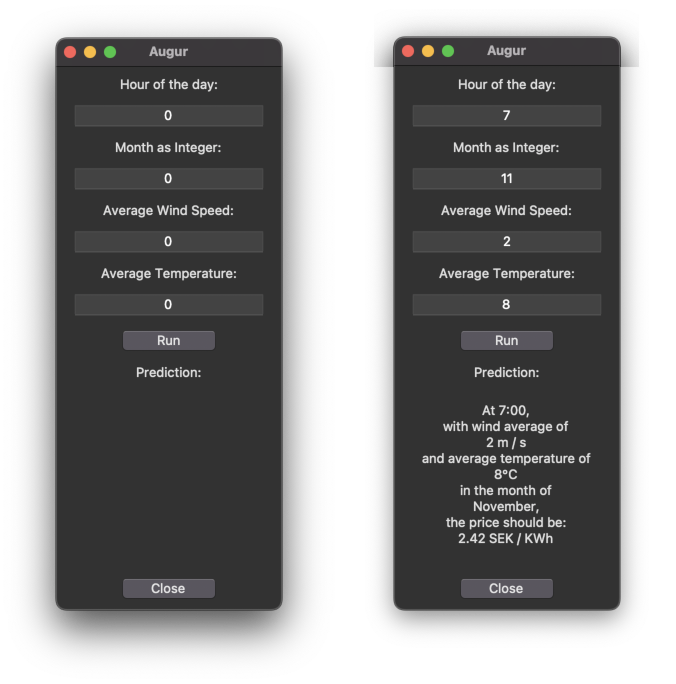 Augur
Hour of the day:
0
Month as Integer:
0
Average Wind Speed:
0
Average Temperature:
0
Run
Prediction:
Close
Augur
Hour of the day:
7
Month as Integer:
11
Average Wind Speed:
2
Average Temperature:
8
Run
Prediction:
At 7:00,
with wind average of
2 m / s
and average temperature of
8°C
in the month of
November,
the price should be:
2.42 SEK / KWh
Close